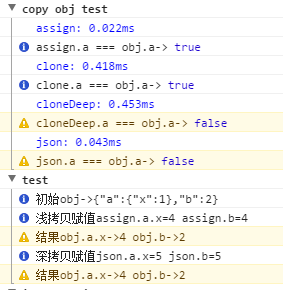 copy obj test
assign: 0.022ms
assign.a === obj.a-> true
clone: 0.418ms
clone.a === obj.a-> true
cloneDeep: 0.453ms
cloneDeep.a === obj.a-> false
json: 0.043ms
json.a === obj.a-> false
test
初始obj->{"a":{"x":1},"b":2}
浅拷贝赋值assign.a.x=4 assign.b=4
结果obj.a.x->4 obj.b->2
深拷贝赋值json.a.x=5 json.b=5
结果obj.a.x->4 obj.b->2